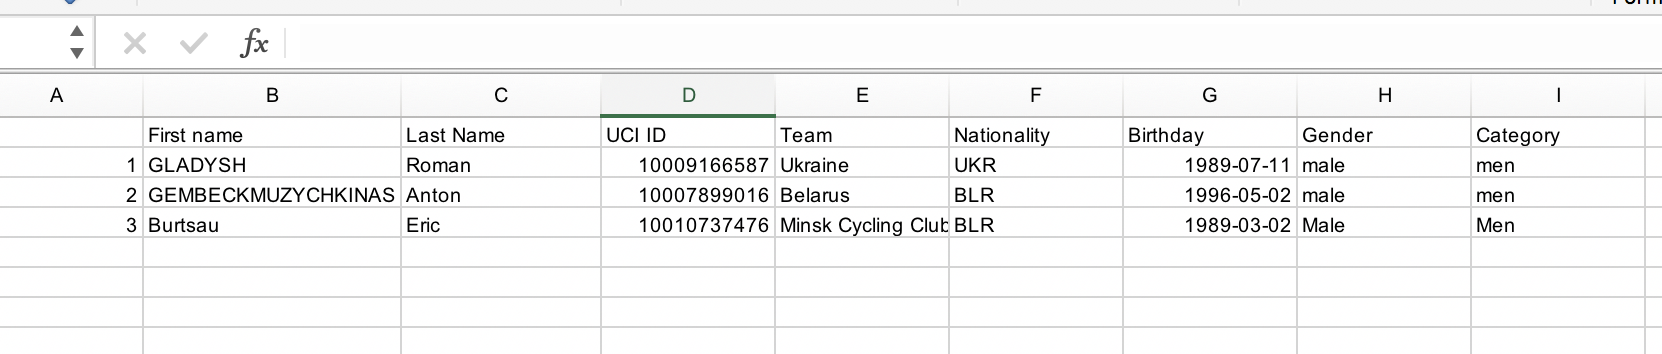 fx
A B C D E F G H I
First name Last Name UCI ID Team Nationality Birthday Gender Category
1 GLADYSH Roman 10009166587 Ukraine UKR 1989-07-11 male men
2 GEMBECKMUZYCHKINAS Anton 10007899016 Belarus BLR 1996-05-02 male men
3 Burtsau Eric 10010737476 Minsk Cycling Club BLR 1989-03-02 Male Men